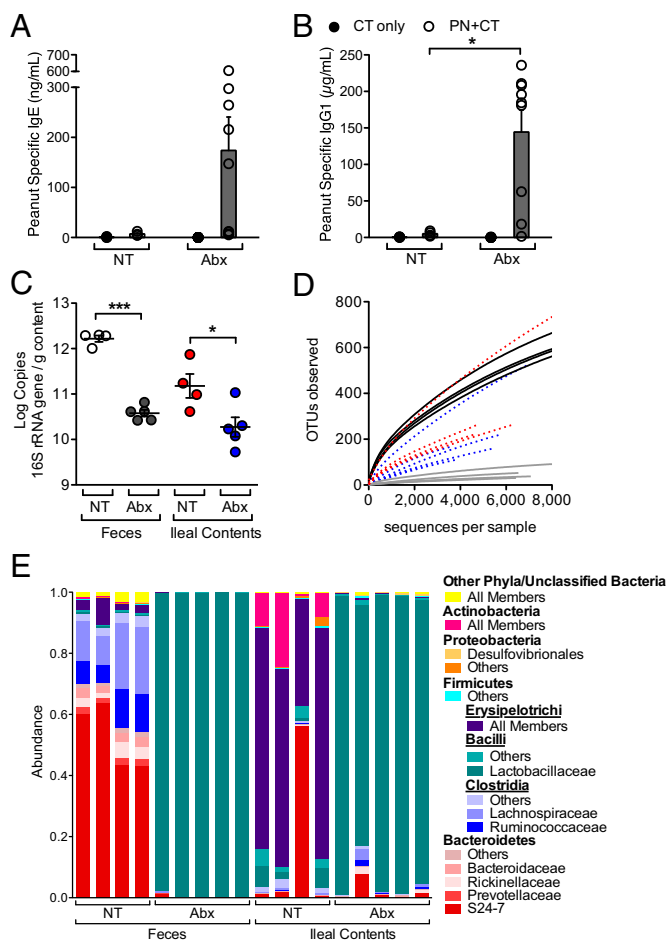 A
B
CT only
PN+CT
Peanut Specific IgE (ng/mL)
700
600
300
200
100
0
NT
Abx
Peanut Specific IgG1 (µg/mL)
250
200
150
100
50
0
*
NT
Abx
C
D
Log Copies
16S rRNA gene / g content
13
12
11
10
9
***
*
NT
Abx
NT
Abx
Feces
Ileal Contents
OTUs observed
800
600
400
200
0
0
2,000
4,000
6,000
8,000
sequences per sample
E
Abundance
1.0
0.8
0.6
0.4
0.2
0.0
NT
Abx
NT
Abx
Feces
Ileal Contents
Other Phyla/Unclassified Bacteria
All Members
Actinobacteria
All Members
Proteobacteria
Desulfovibrionales
Others
Firmicutes
Others
Erysipelotrichi
All Members
Bacilli
Others
Lactobacillaceae
Clostridia
Others
Lachnospiraceae
Ruminococcaceae
Bacteroidetes
Others
Bacteroidaceae
Rickinellaceae
Prevotellaceae
S24-7